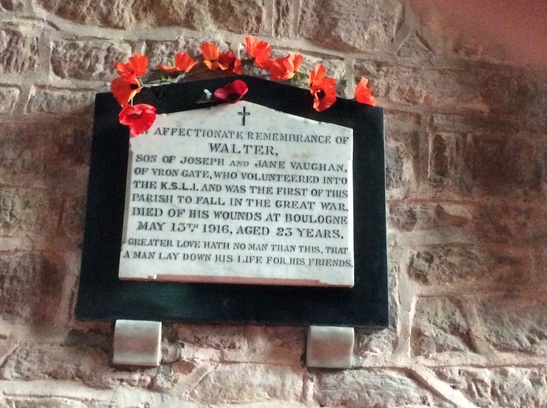 IN AFFECTIONATE REMEMBRANCE OF
WALTER,
SON OF JOSEPH AND JANE VAUGHAN,
OF YRON GATE, WHO VOLUNTEERED INTO
THE K.S.L.I. AND WAS THE FIRST OF THIS
PARISH TO FALL IN THE GREAT WAR.
DIED OF HIS WOUNDS AT BOULOGNE
MAY 13TH 1916, AGED 23 YEARS.
GREATER LOVE HATH NO MAN THAN THIS, THAT
A MAN LAY DOWN HIS LIFE FOR HIS FRIENDS.